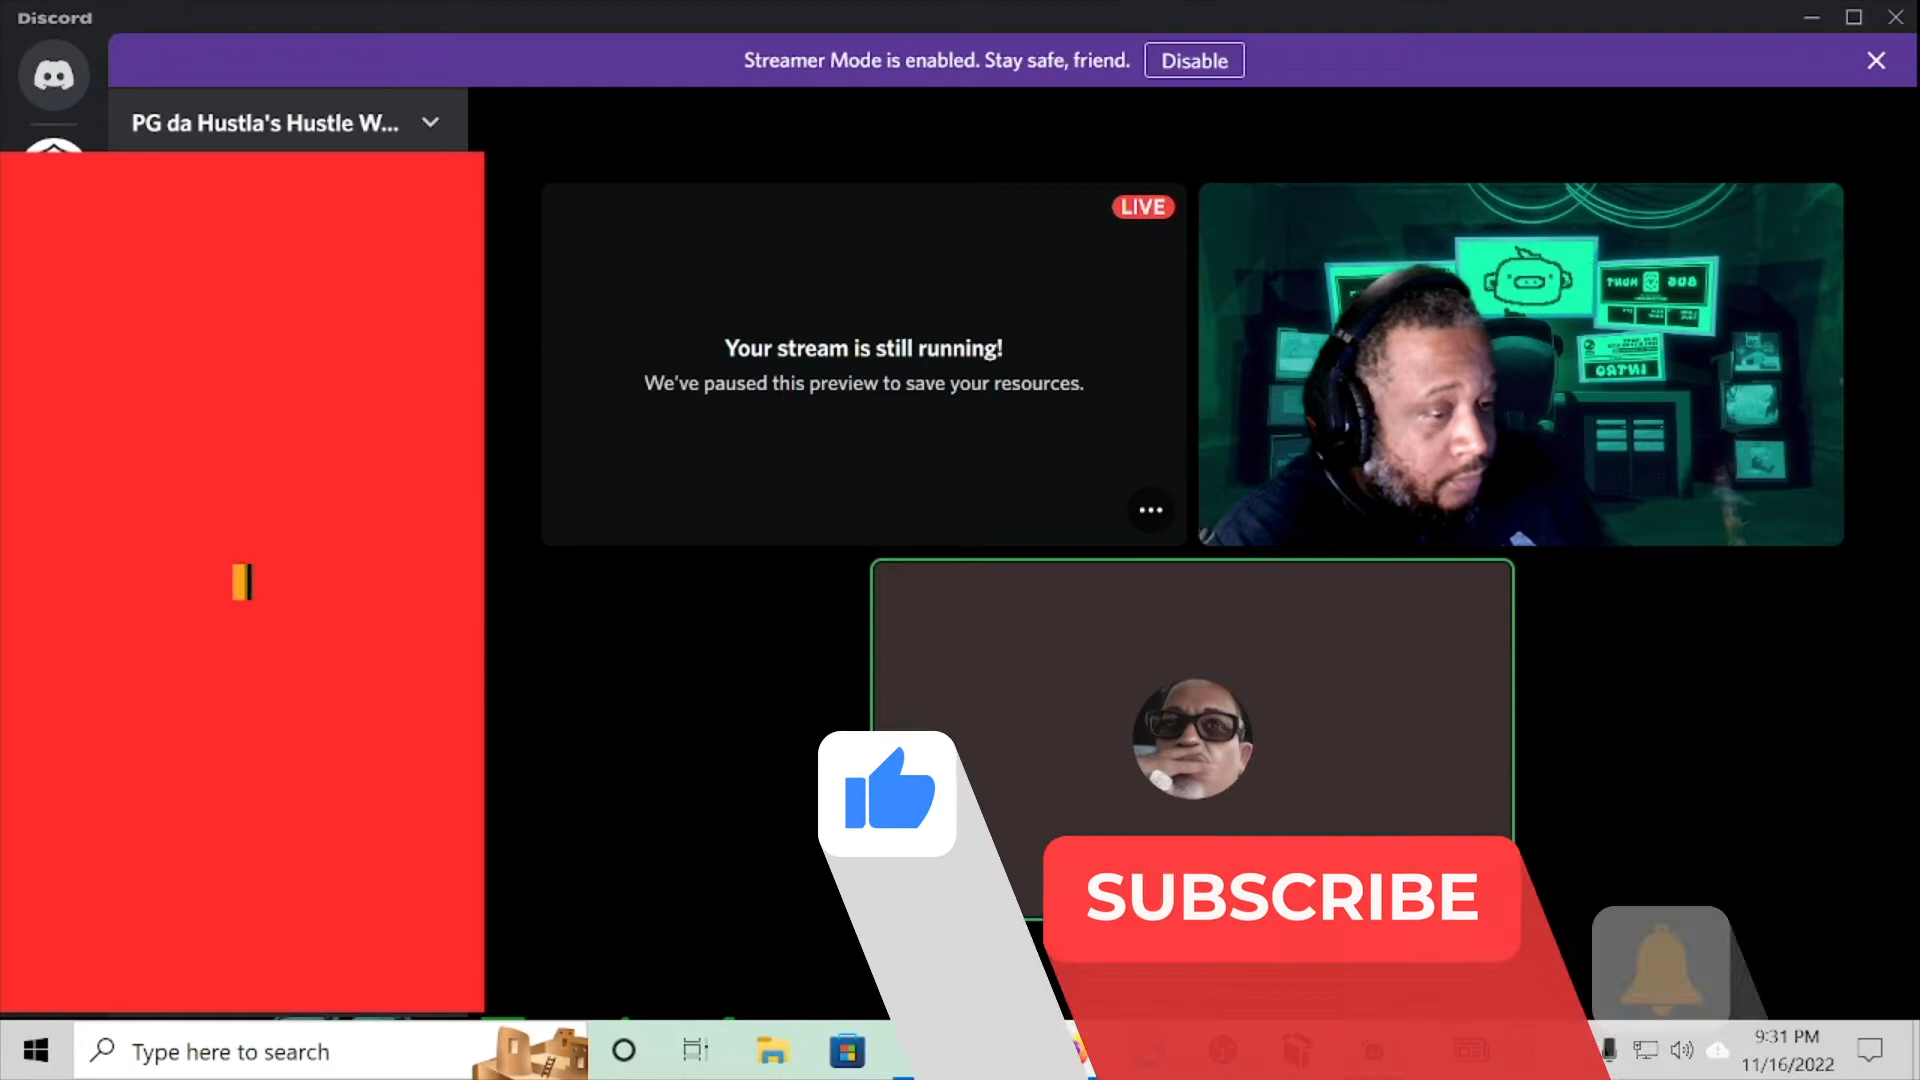 Discord
Streamer Mode is enabled. Stay safe, friend.
Disable
PG da Hustla's Hustle W...
LIVE
Your stream is still running!
We've paused this preview to save your resources.
SUBSCRIBE
Type here to search
9:31 PM
11/16/2022